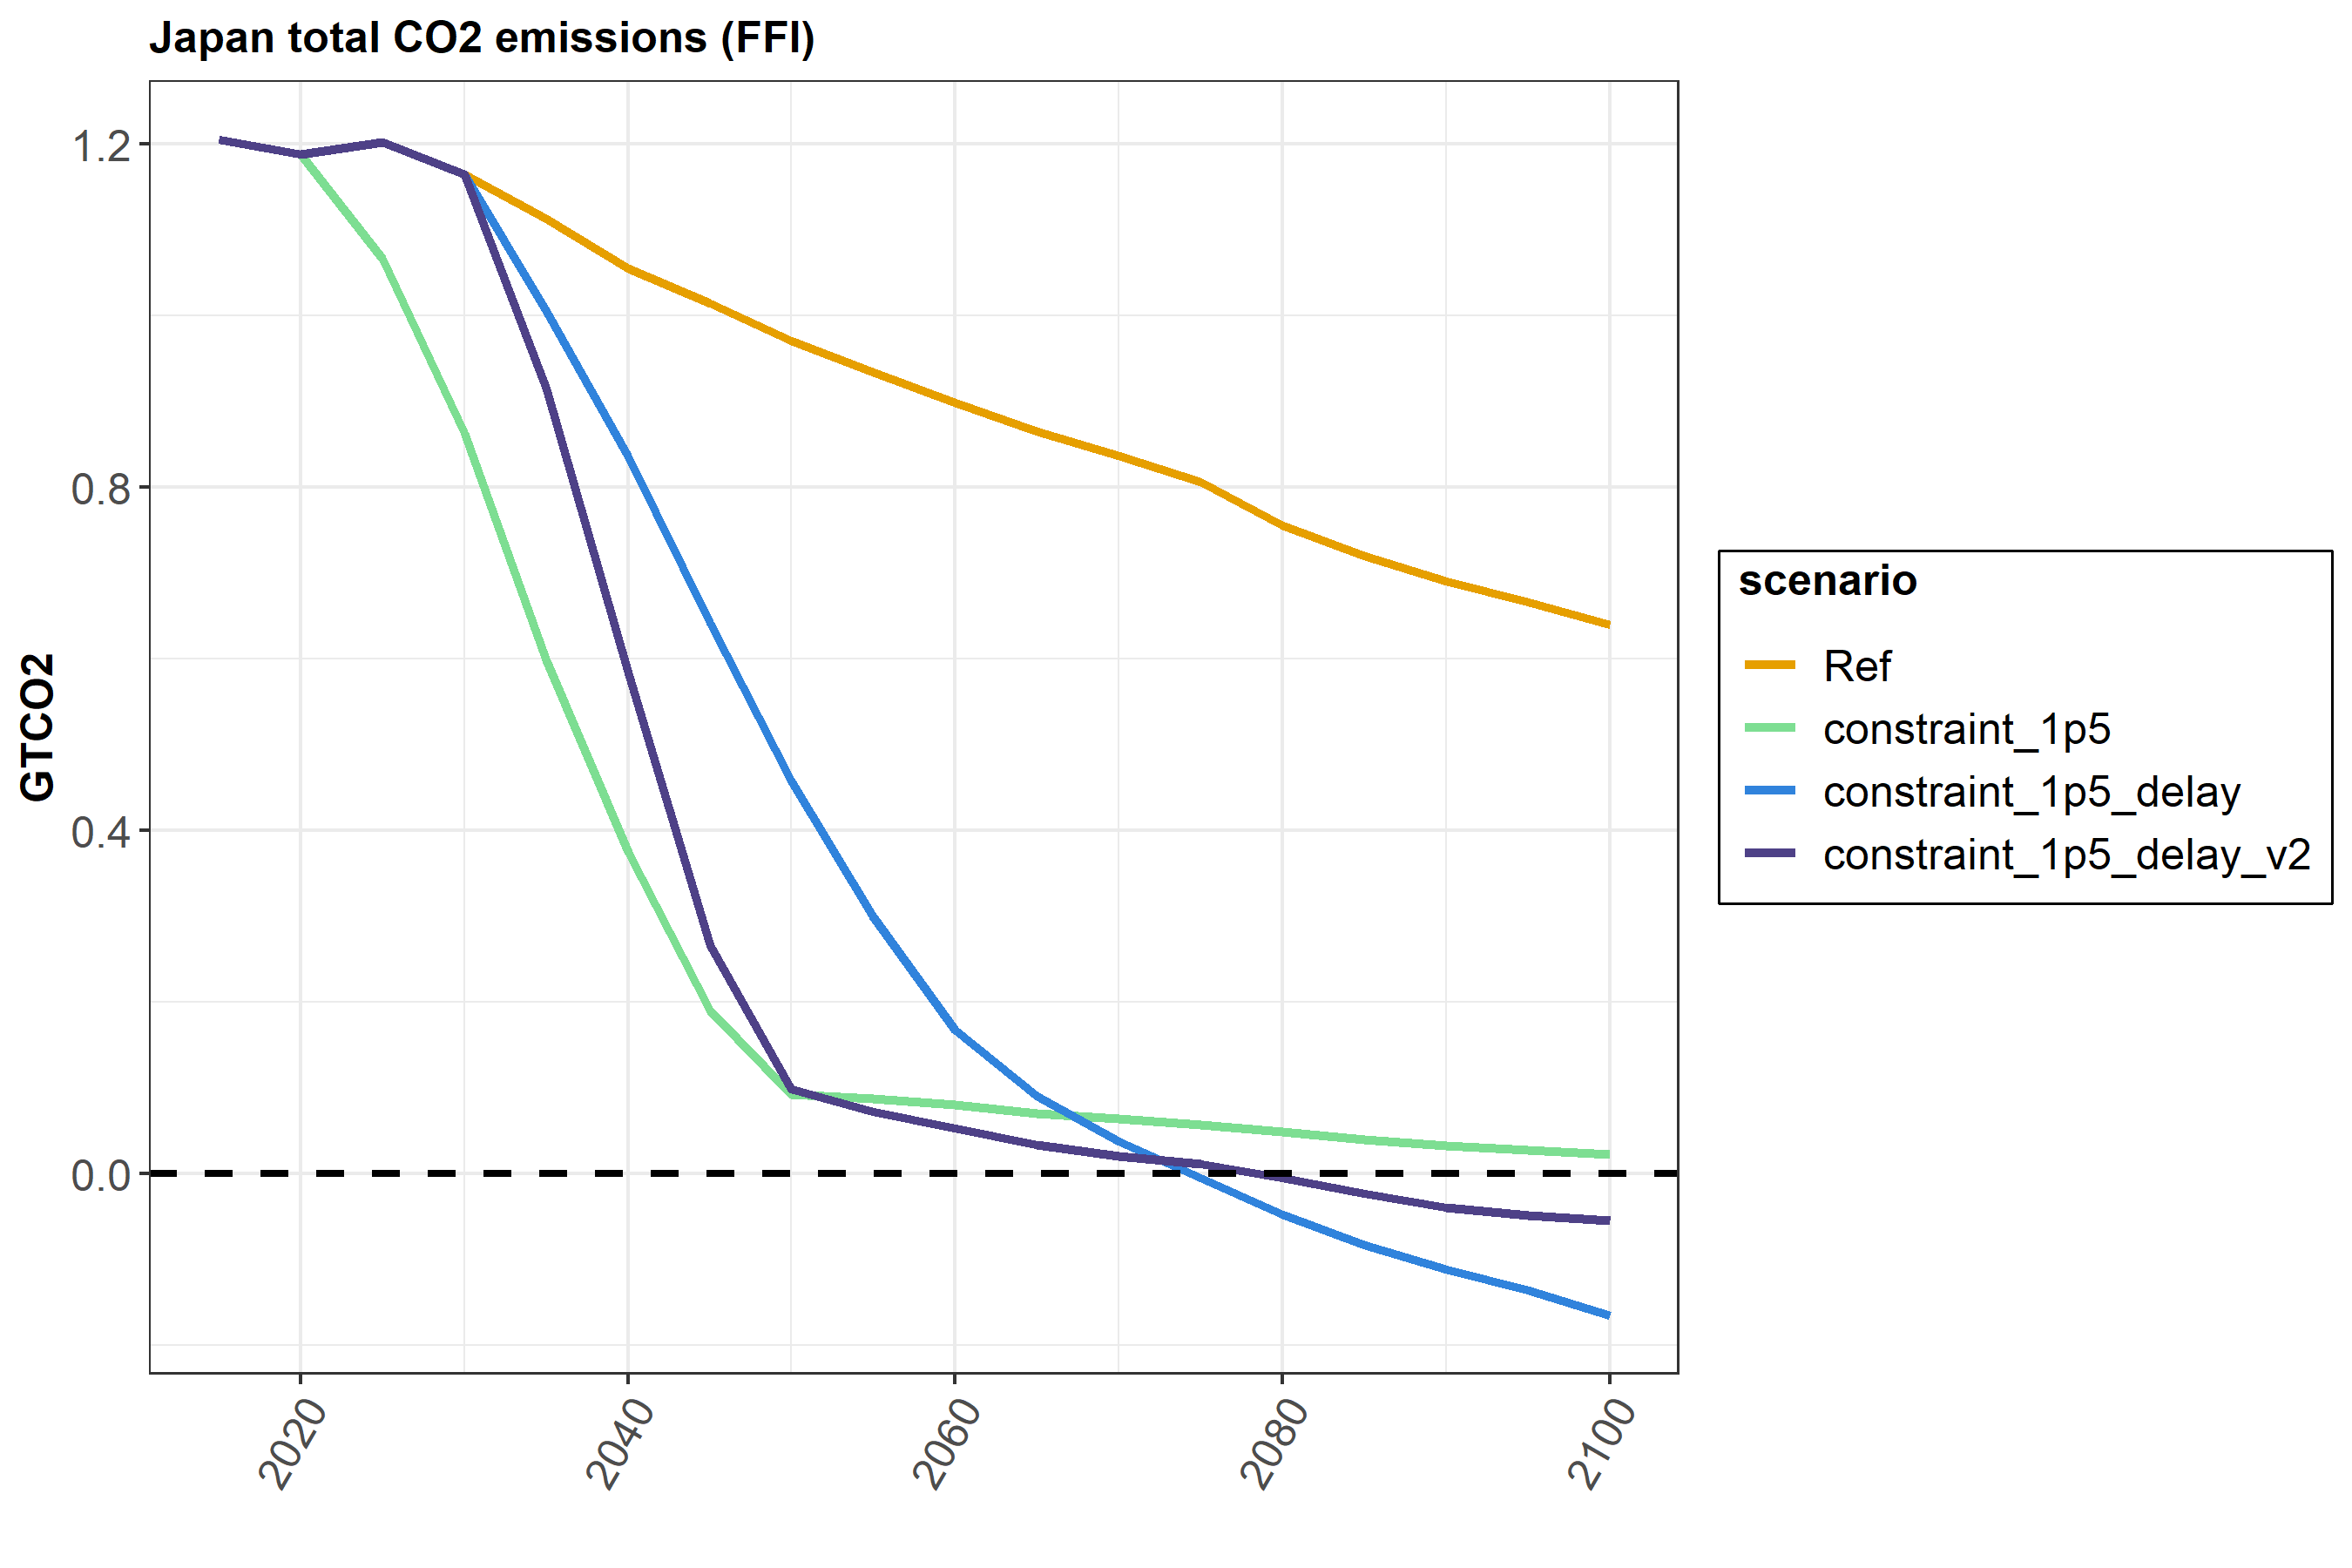 Japan total CO2 emissions (FFI)
1.2
0.8
0.4
0.0
GTCO2
2020
2040
2060
2080
2100
scenario
Ref
constraint_1p5
constraint_1p5_delay
constraint_1p5_delay_v2